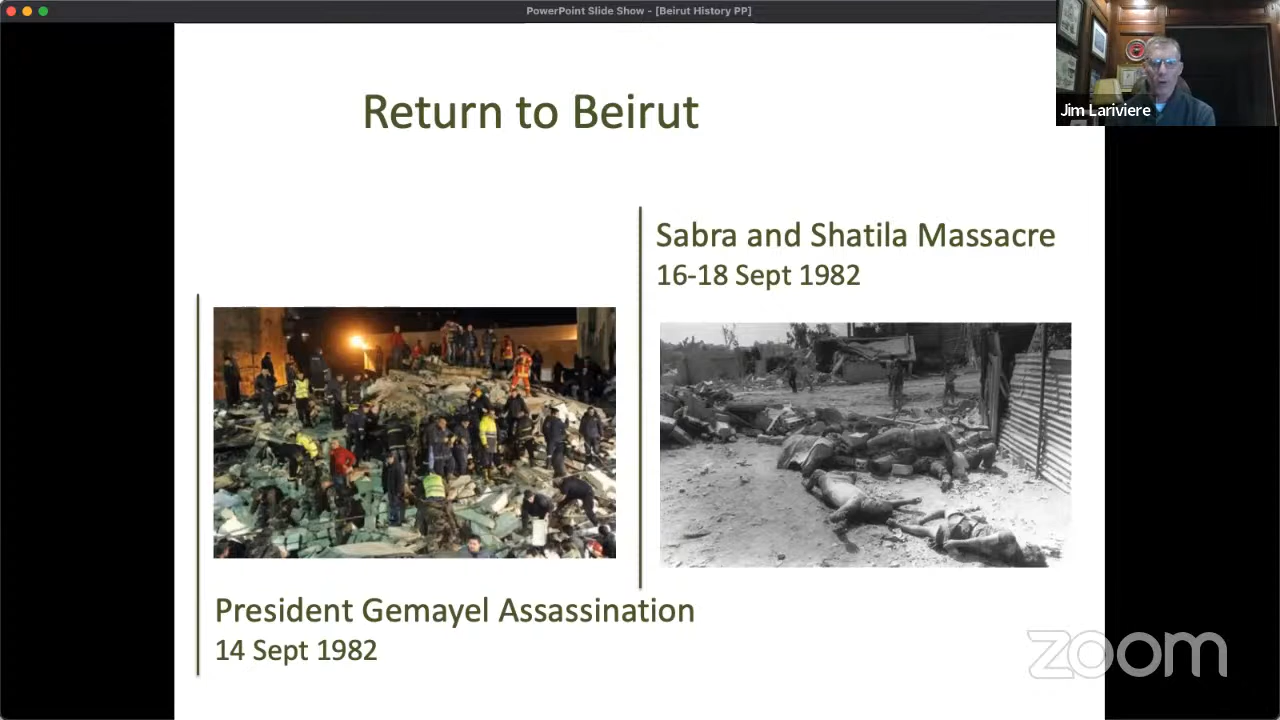 PowerPoint Slide Show - [Beirut History PP]
Jim Lariviere
Return to Beirut
Sabra and Shatila Massacre
16-18 Sept 1982
President Gemayel Assassination
14 Sept 1982
zoom